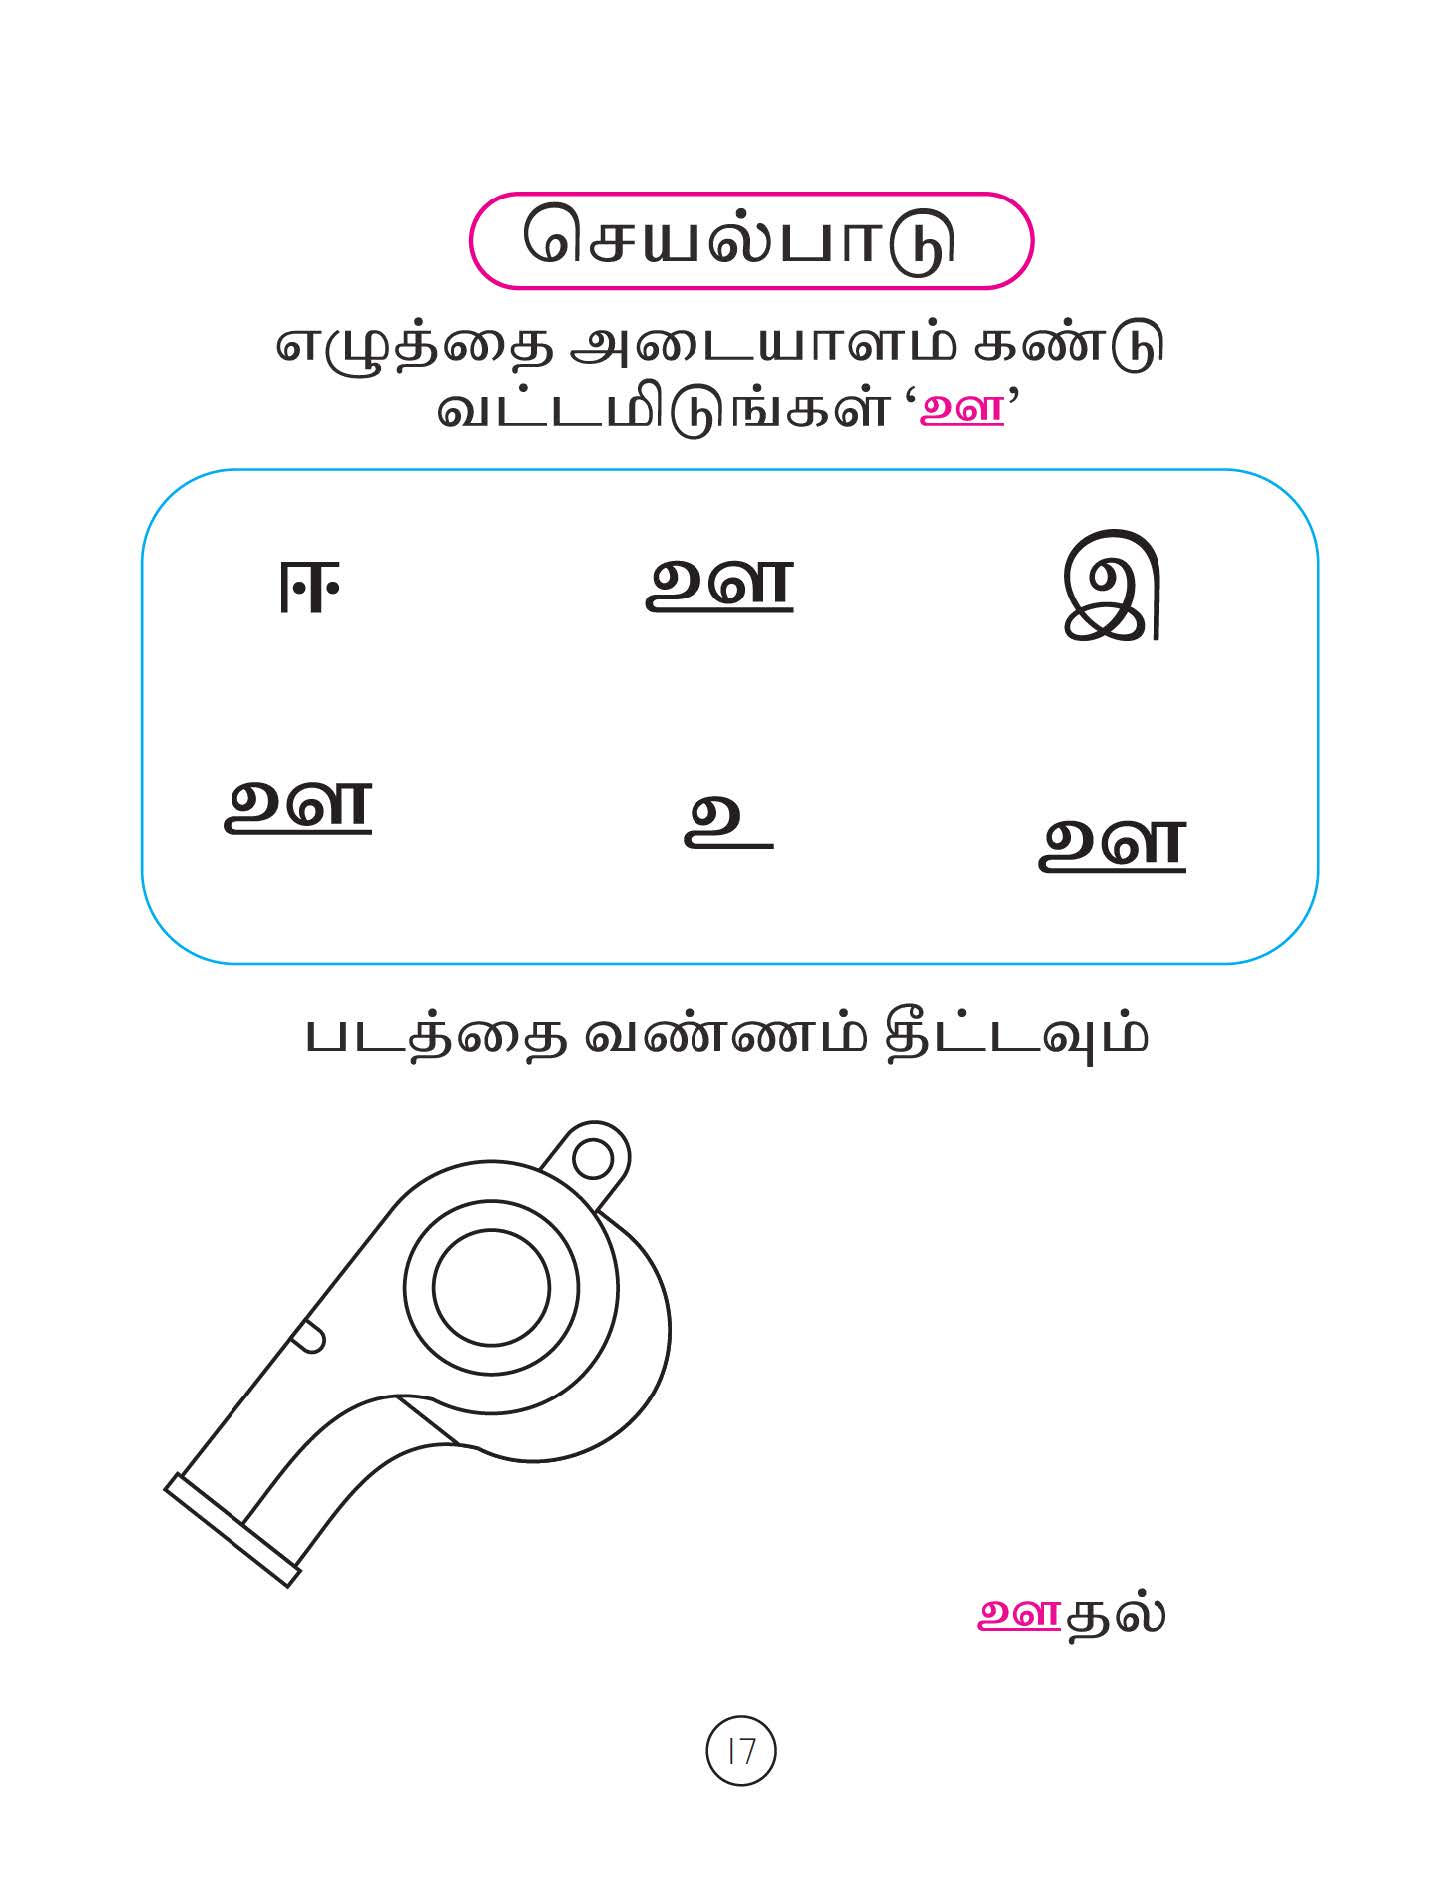 செயல்பாடு
எழுத்தை அடையாளம் கண்டு
வட்டமிடுங்கள் ‘ஊ’
ஈ ஊ இ
ஊ உ ஊ
படத்தை வண்ணம் தீட்டவும்
ஊதல்
17